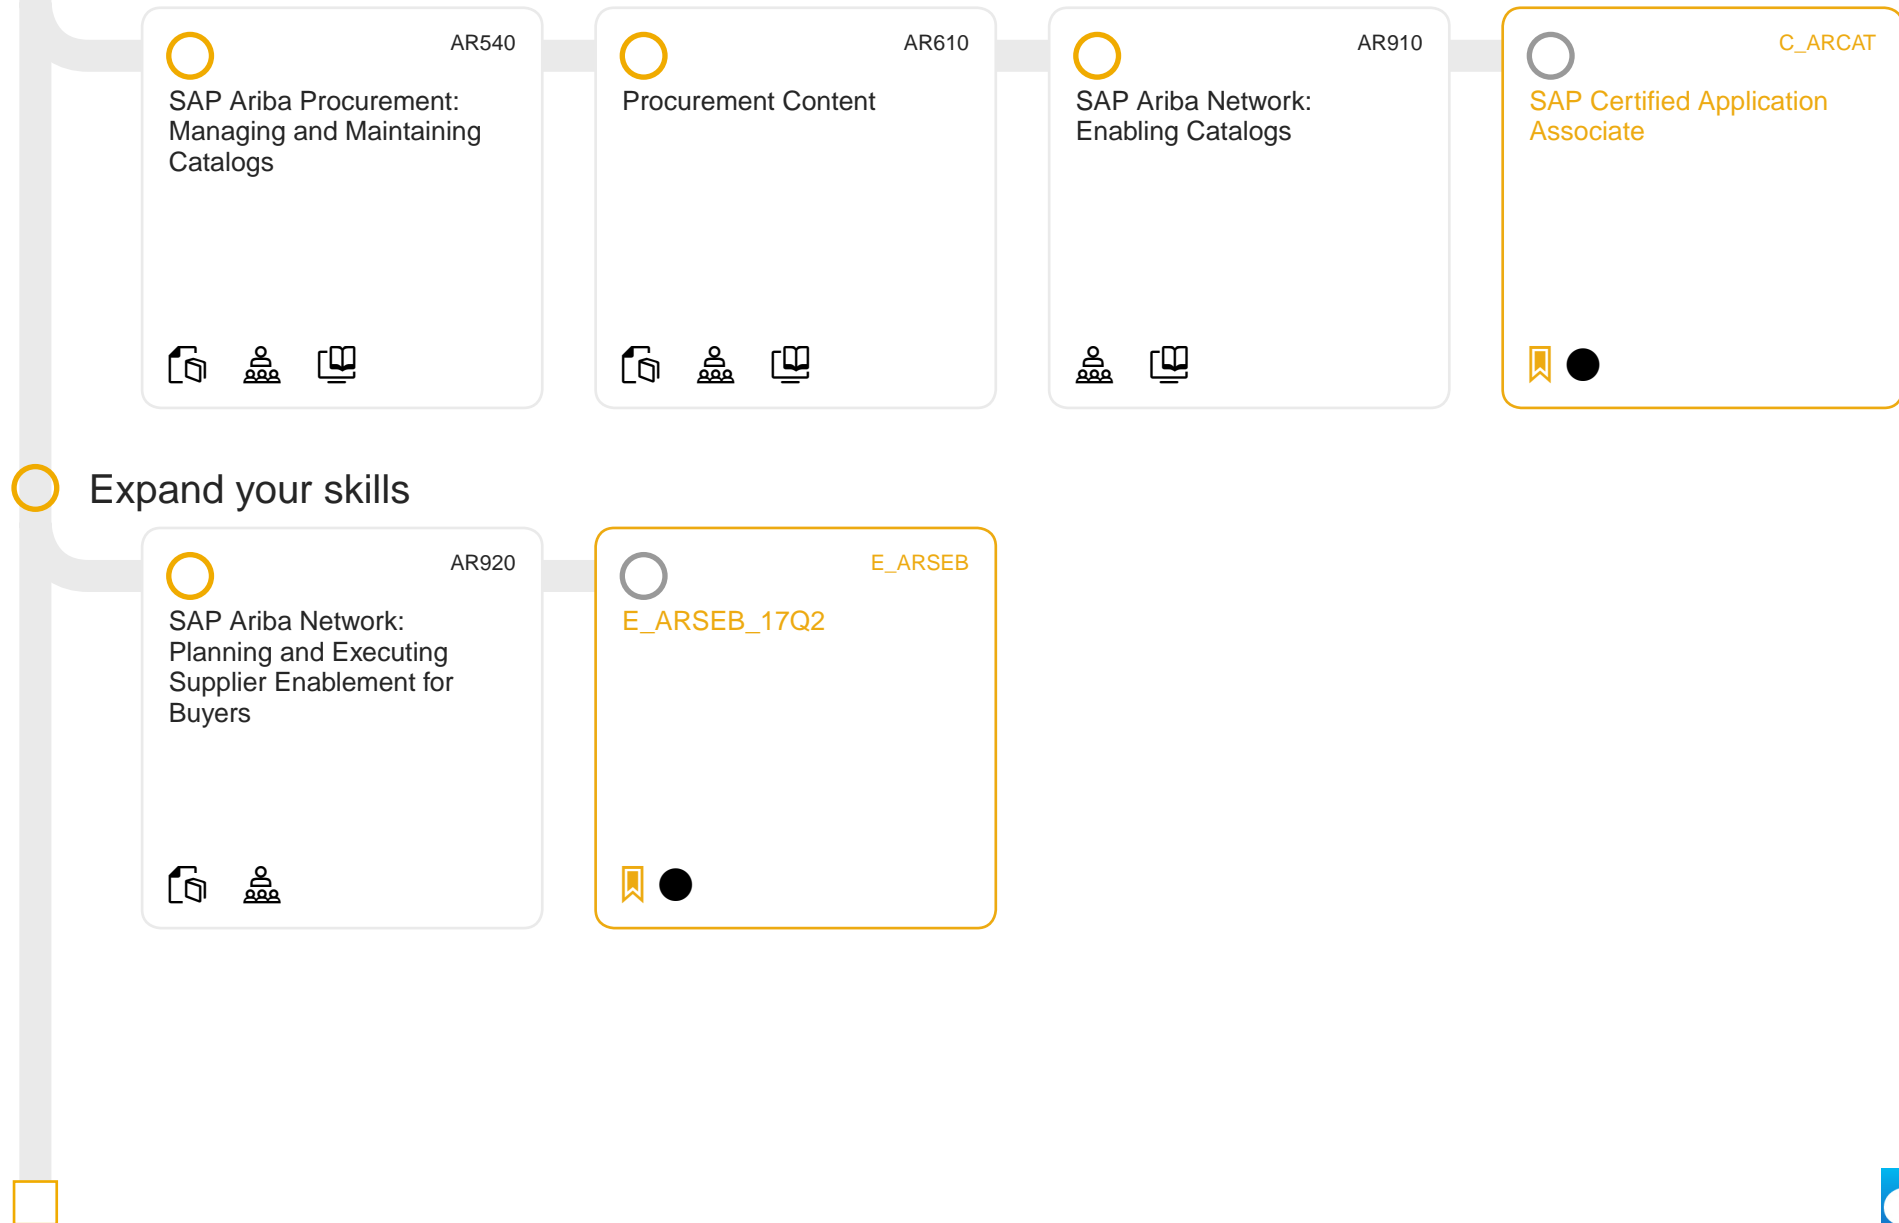 AR540
SAP Ariba Procurement:
Managing and Maintaining
Catalogs
AR610
Procurement Content
AR910
SAP Ariba Network:
Enabling Catalogs
C_ARCAT
SAP Certified Application
Associate
Expand your skills
AR920
SAP Ariba Network:
Planning and Executing
Supplier Enablement for
Buyers
E_ARSEB
E_ARSEB_17Q2